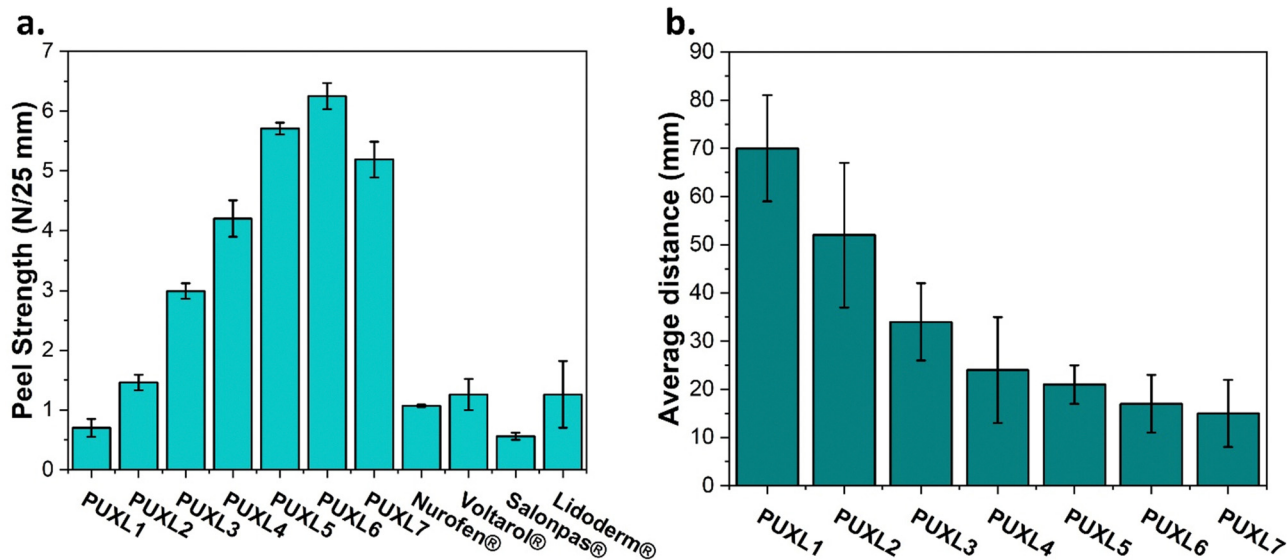 a.
Peel Strength (N/25 mm)
7
6
5
4
3
2
1
0
PUXL1
PUXL2
PUXL3
PUXL4
PUXL5
PUXL6
PUXL7
Nurofen®
Voltarol®
Salonpas®
Lidoderm®
b.
Average distance (mm)
90
80
70
60
50
40
30
20
10
0
PUXL1
PUXL2
PUXL3
PUXL4
PUXL5
PUXL6
PUXL7